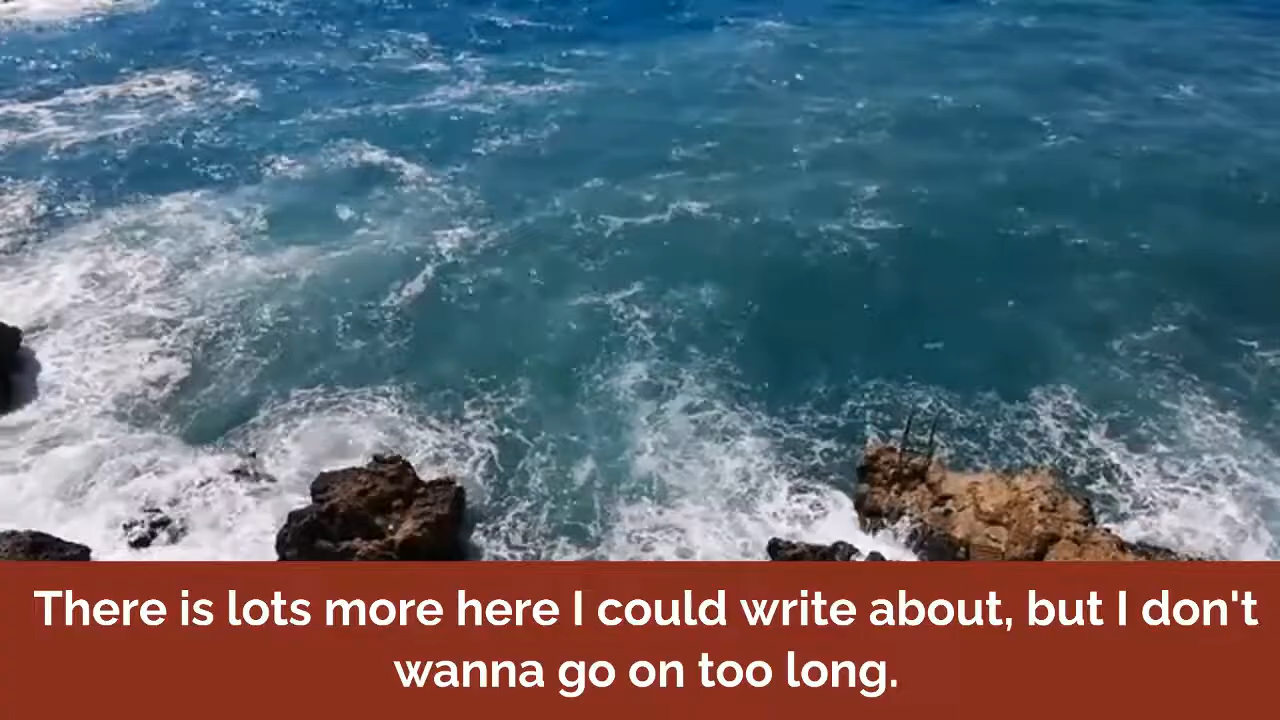 There is lots more here I could write about, but I don't
wanna go on too long.